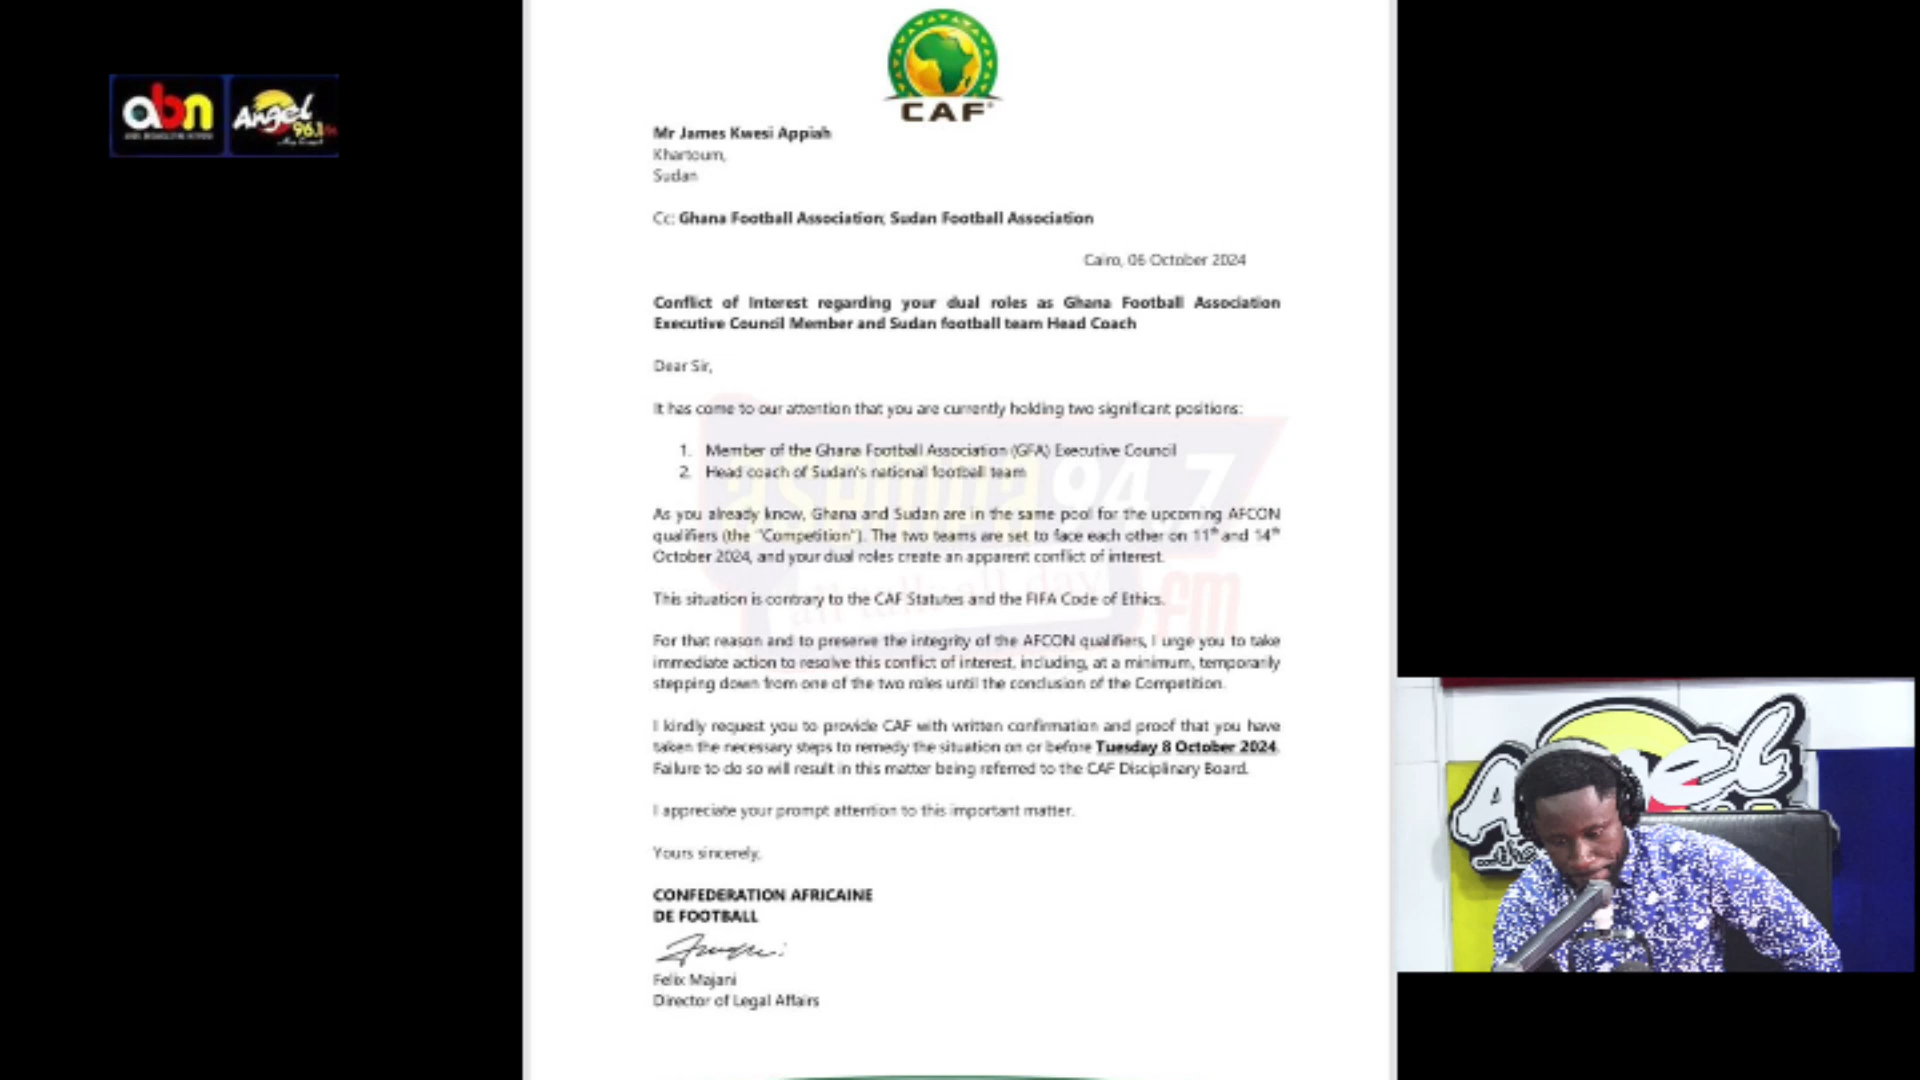 abn
Angel
96.1
CAF
Mr James Kwesi Appiah
Khartoum,
Sudan
Cc: Ghana Football Association; Sudan Football Association
Cairo, 06 October 2024
Conflict of Interest regarding your dual roles as Ghana Football Association
Executive Council Member and Sudan football team Head Coach
Dear Sir,
It has come to our attention that you are currently holding two significant positions:
1. Member of the Ghana Football Association (GFA) Executive Council
2. Head coach of Sudan's national football team
asempa 94.7
As you already know, Ghana and Sudan are in the same pool for the upcoming AFCON
qualifiers (the "Competition"). The two teams are set to face each other on 11th and 14th
October 2024, and your dual roles create an apparent conflict of interest.
all talk all day
fm
This situation is contrary to the CAF Statutes and the FIFA Code of Ethics.
For that reason and to preserve the integrity of the AFCON qualifiers, I urge you to take
immediate action to resolve this conflict of interest, including, at a minimum, temporarily
stepping down from one of the two roles until the conclusion of the Competition.
I kindly request you to provide CAF with written confirmation and proof that you have
taken the necessary steps to remedy the situation on or before Tuesday 8 October 2024.
Failure to do so will result in this matter being referred to the CAF Disciplinary Board.
I appreciate your prompt attention to this important matter.
Yours sincerely,
CONFEDERATION AFRICAINE
DE FOOTBALL
Felix Majani
Director of Legal Affairs